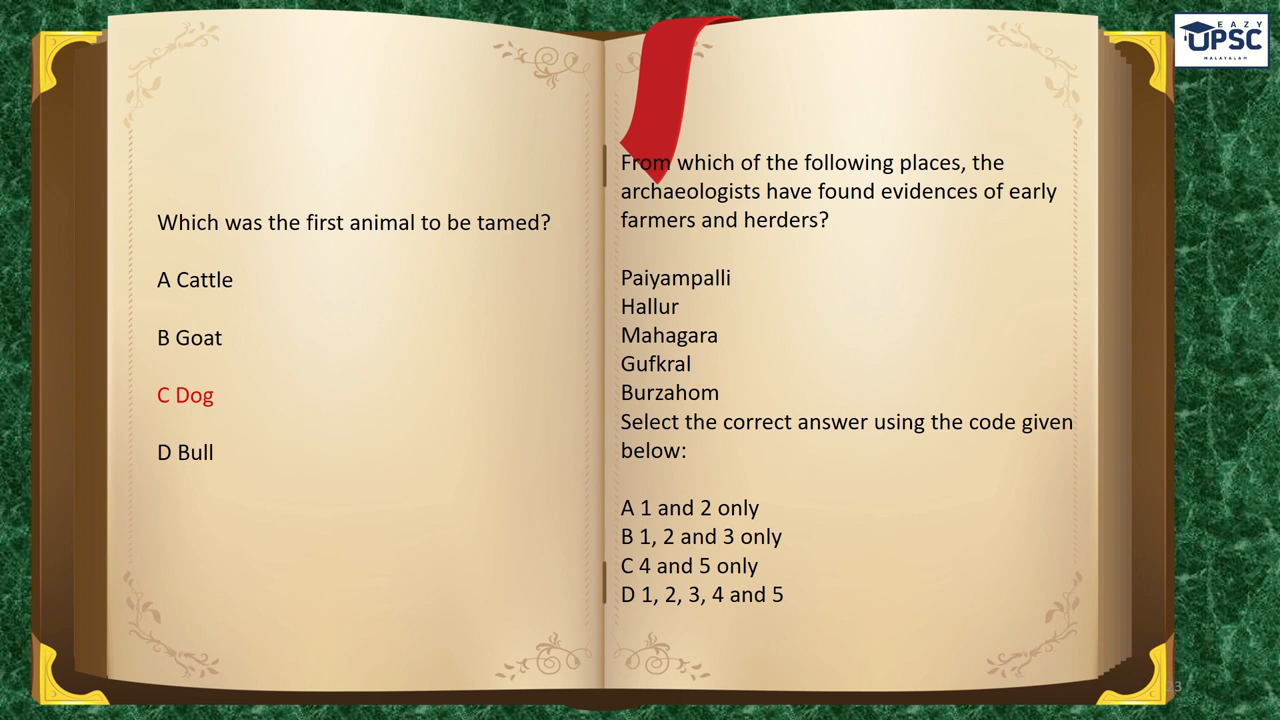 EAZY
UPSC
MALAYALAM
Which was the first animal to be tamed?
A Cattle
B Goat
C Dog
D Bull
From which of the following places, the
archaeologists have found evidences of early
farmers and herders?
Paiyampalli
Hallur
Mahagara
Gufkral
Burzahom
Select the correct answer using the code given
below:
A 1 and 2 only
B 1, 2 and 3 only
C 4 and 5 only
D 1, 2, 3, 4 and 5
23